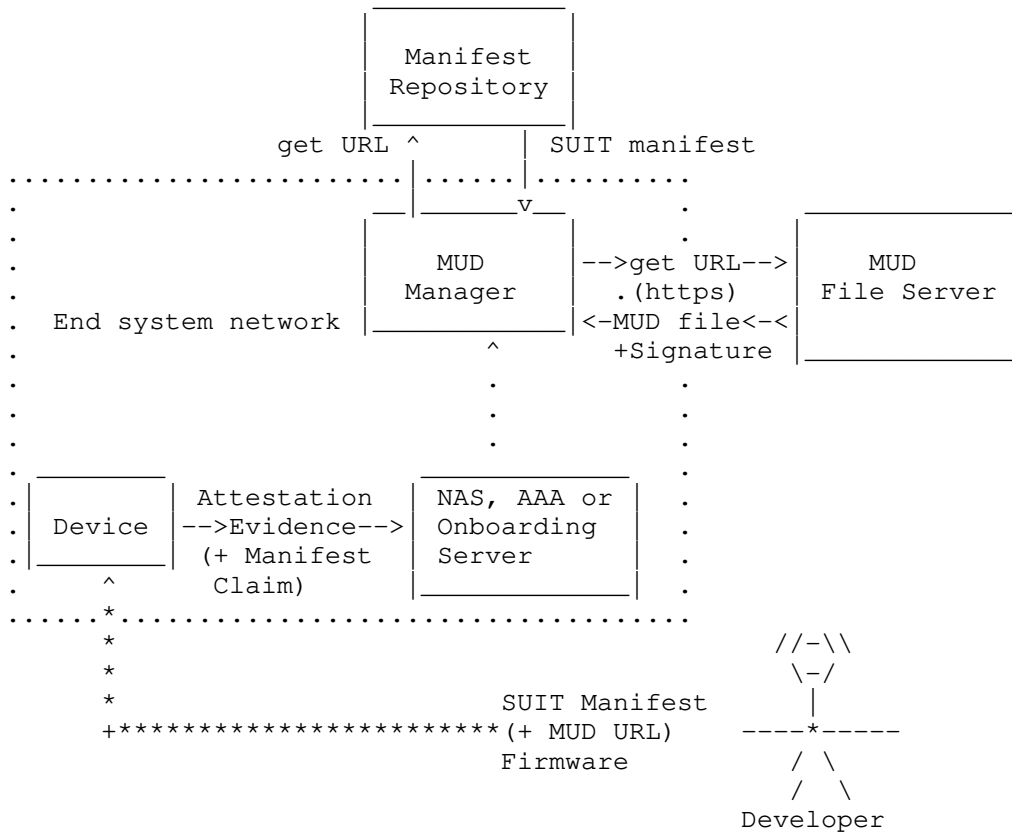 Manifest
Repository
get URL ^ | SUIT manifest
MUD -->get URL--> MUD
Manager .(https) File Server
. End system network <-MUD file<-<
^ +Signature
Attestation NAS, AAA or
Device -->Evidence--> Onboarding
(+ Manifest Server
^ Claim)
SUIT Manifest
+************************(+ MUD URL) ----*-----
Firmware
Developer